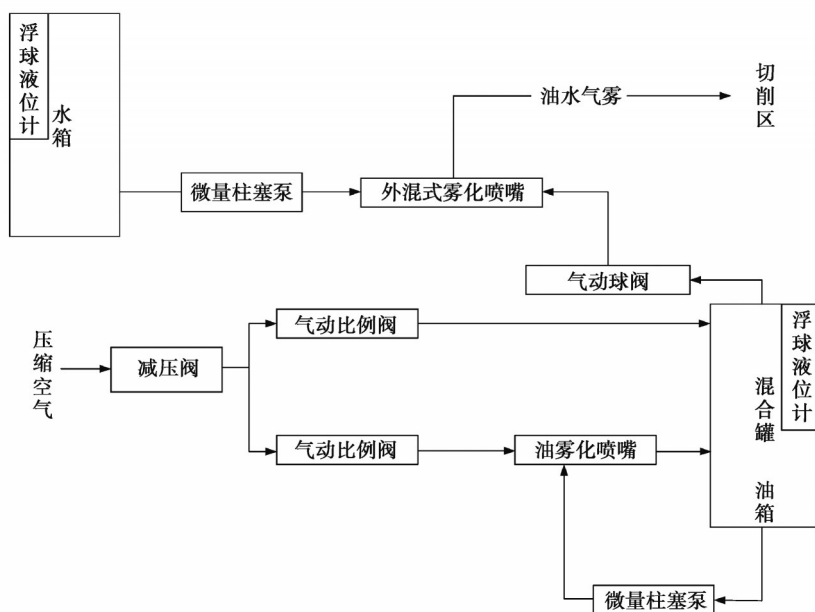 浮球液位计
水箱
油水气雾
切削区
微量柱塞泵
外混式雾化喷嘴
气动球阀
压缩空气
减压阀
气动比例阀
浮球液位计
混合罐
气动比例阀
油雾化喷嘴
油箱
微量柱塞泵